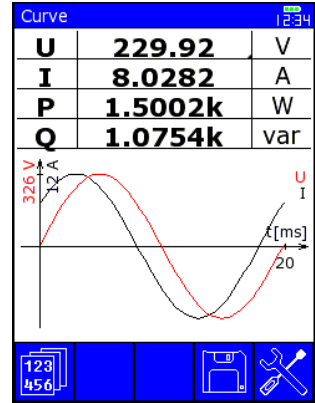 Curve 12:34
U 229.92 V
I 8.0282 A
P 1.5002k W
Q 1.0754k var
326 V
12 A
U
I
t[ms]
20
123
456